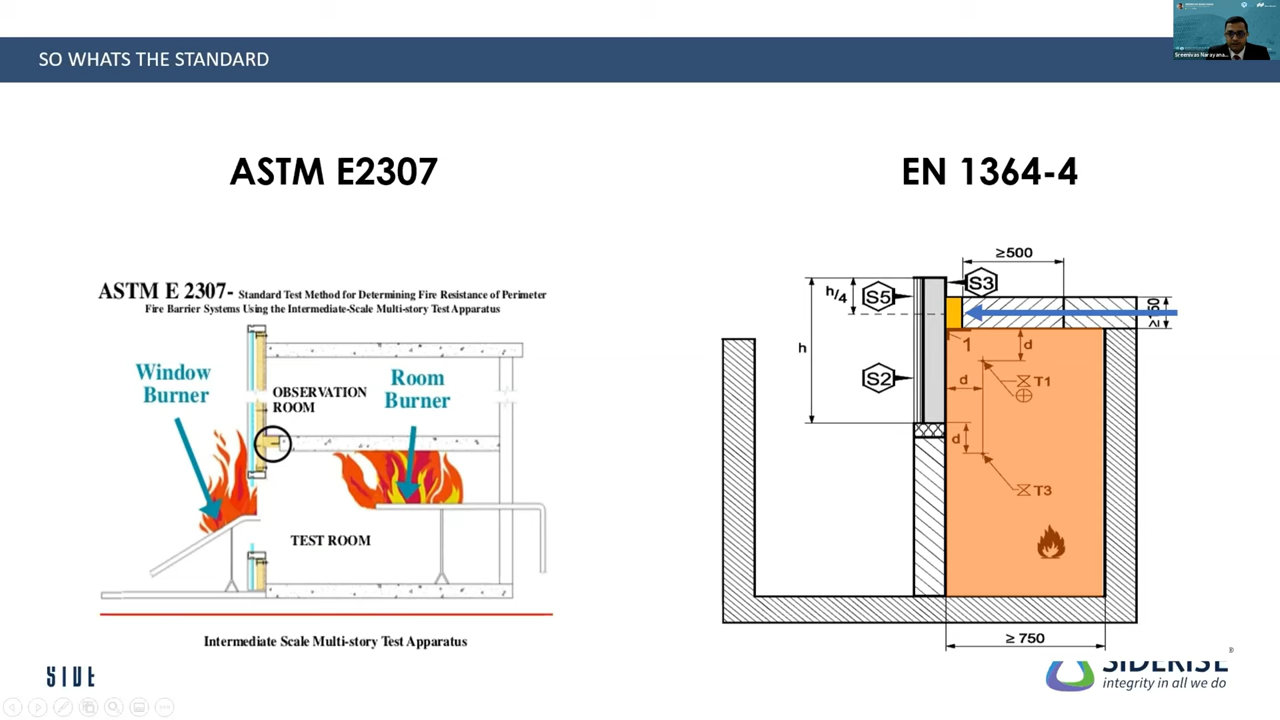 SO WHATS THE STANDARD
Sreenivas Narayana...
ASTM E2307
EN 1364-4
ASTM E 2307- Standard Test Method for Determining Fire Resistance of Perimeter
Fire Barrier Systems Using the Intermediate-Scale Multi-story Test Apparatus
Window
Burner
OBSERVATION
ROOM
Room
Burner
TEST ROOM
Intermediate Scale Multi-story Test Apparatus
≥500
S3
h/4
S5
1
d
h
S2
d
T1
d
T3
≥ 750
SIDERISE
integrity in all we do